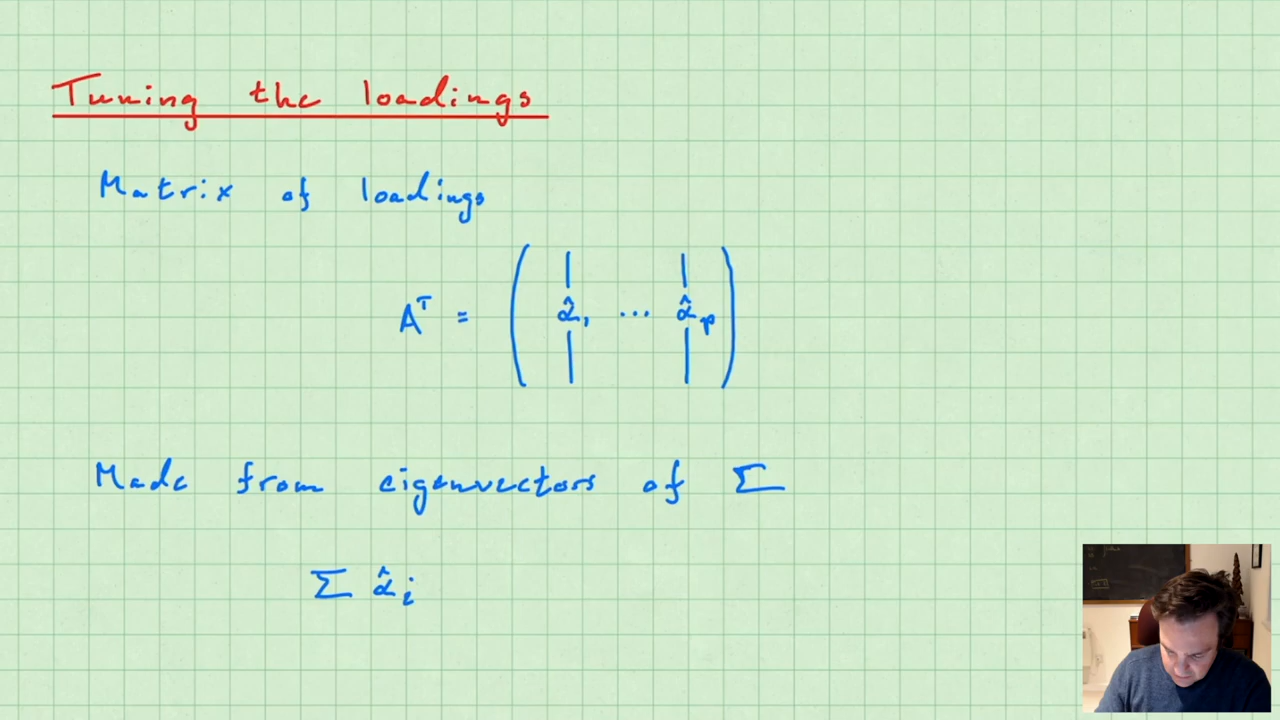 Tuning the loadings
Matrix of loadings
Aᵀ = ( α̂₁ ⋯ α̂ₚ )
Made from eigenvectors of Σ
Σ α̂ᵢ